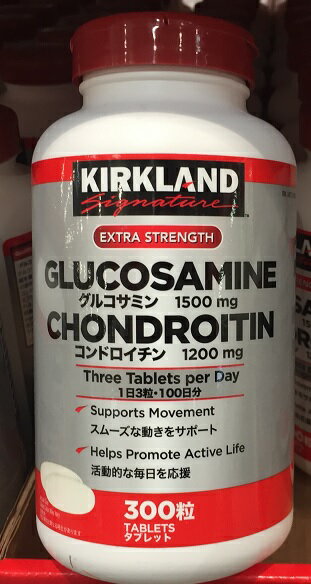 KIRKLAND
Signature
EXTRA STRENGTH
GLUCOSAMINE
グルコサミン 1500 mg
CHONDROITIN
コンドロイチン 1200 mg
Three Tablets per Day
1日3粒・100日分
Supports Movement
スムーズな動きをサポート
Helps Promote Active Life
活動的な毎日を応援
300粒
TABLETS
タブレット